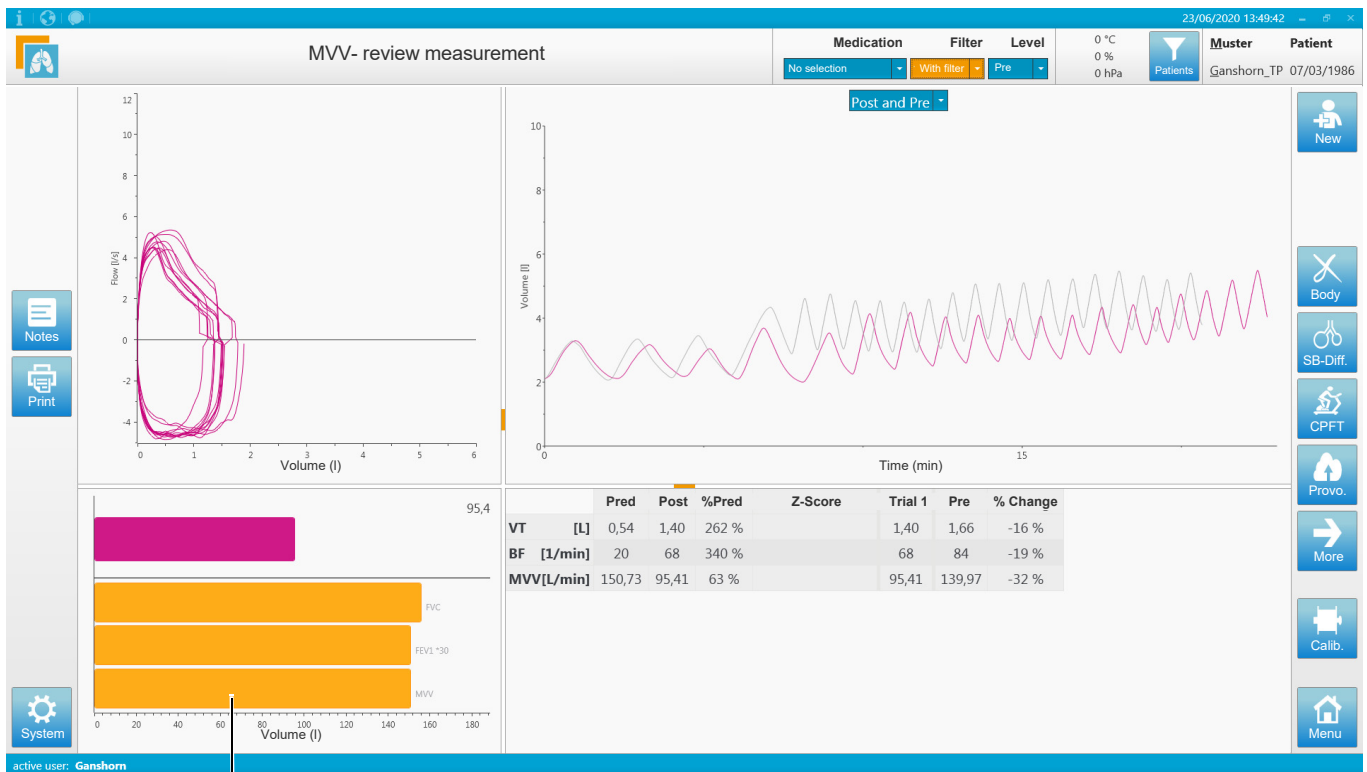 23/06/2020 13:49:42
MVV- review measurement
Medication Filter Level
No selection With filter Pre
0 °C
0 %
0 hPa
Patients
Muster Patient
Ganshorn_TP 07/03/1986
Notes
Print
System
12
10
8
6
4
2
0
-2
-4
Flow [l/s]
0 1 2 3 4 5 6
Volume (l)
Post and Pre
10
8
6
4
2
0
Volume [l]
0 15
Time (min)
New
Body
SB-Diff.
CPFT
Provo.
More
Calib.
Menu
95,4
FVC
FEV1 *30
MVV
0 20 40 60 80 100 120 140 160 180
Volume (l)
Pred Post %Pred Z-Score Trial 1 Pre % Change
VT [L] 0,54 1,40 262 % 1,40 1,66 -16 %
BF [1/min] 20 68 340 % 68 84 -19 %
MVV[L/min] 150,73 95,41 63 % 95,41 139,97 -32 %
active user: Ganshorn